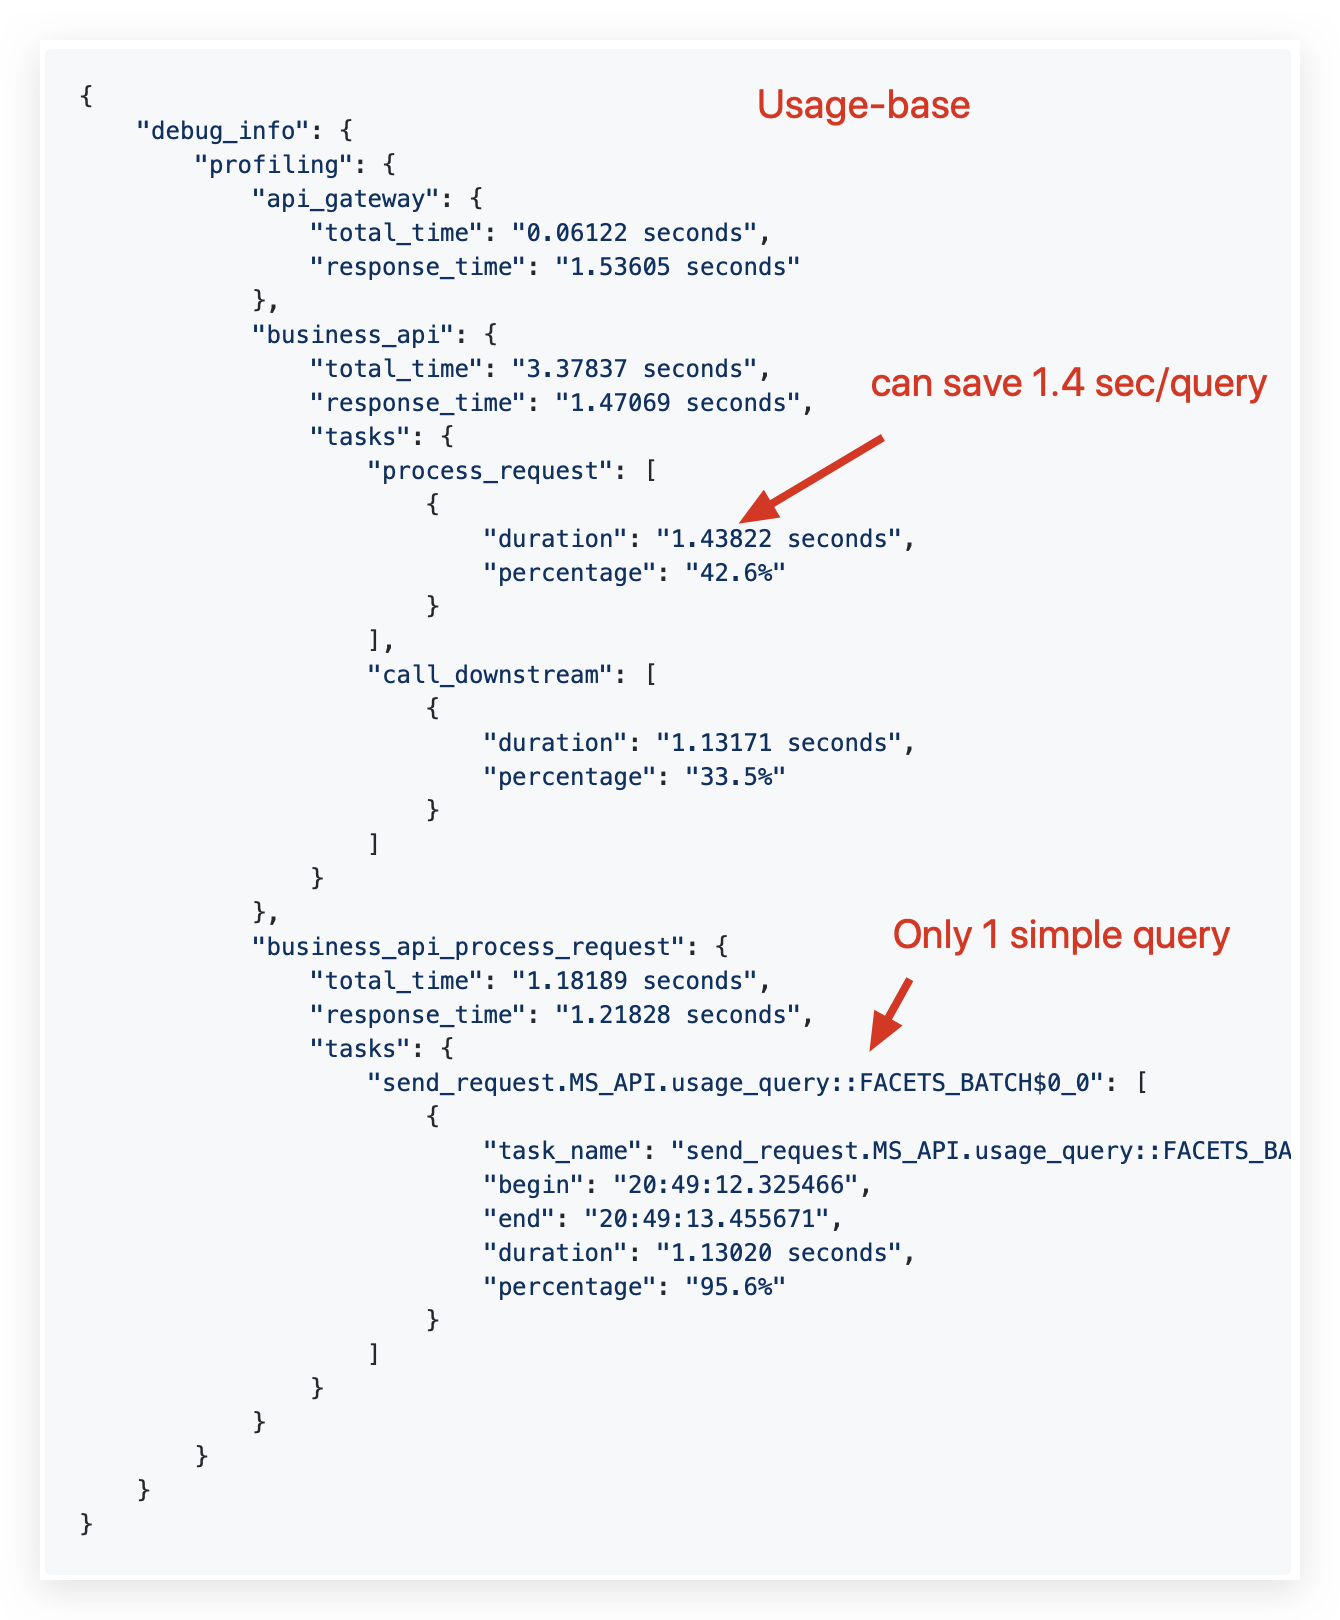 {
Usage-base
"debug_info": {
"profiling": {
"api_gateway": {
"total_time": "0.06122 seconds",
"response_time": "1.53605 seconds"
},
"business_api": {
"total_time": "3.37837 seconds",
can save 1.4 sec/query
"response_time": "1.47069 seconds",
"tasks": {
"process_request": [
{
"duration": "1.43822 seconds",
"percentage": "42.6%"
}
],
"call_downstream": [
{
"duration": "1.13171 seconds",
"percentage": "33.5%"
}
]
}
},
Only 1 simple query
"business_api_process_request": {
"total_time": "1.18189 seconds",
"response_time": "1.21828 seconds",
"tasks": {
"send_request.MS_API.usage_query::FACETS_BATCH$0_0": [
{
"task_name": "send_request.MS_API.usage_query::FACETS_BA
"begin": "20:49:12.325466",
"end": "20:49:13.455671",
"duration": "1.13020 seconds",
"percentage": "95.6%"
}
]
}
}
}
}
}